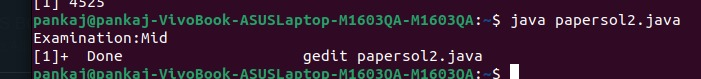 [1] 4525
pankaj@pankaj-VivoBook-ASUSLaptop-M1603QA-M1603QA:~$ java papersol2.java
Examination:Mid
[1]+  Done                    gedit papersol2.java
pankaj@pankaj-VivoBook-ASUSLaptop-M1603QA-M1603QA:~$